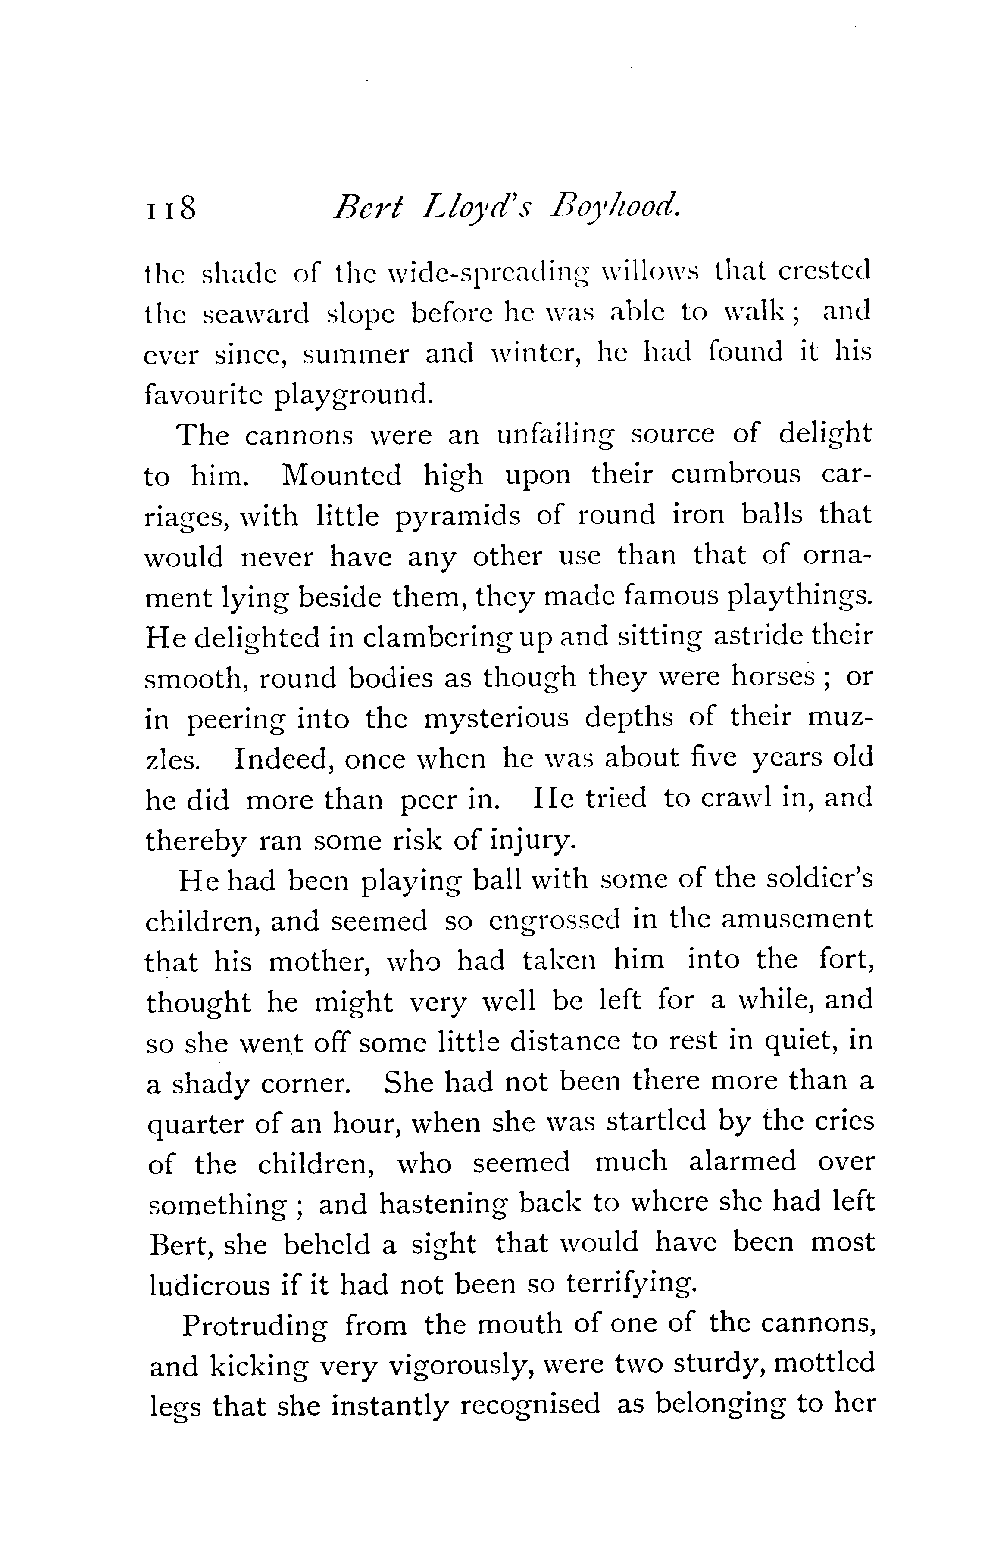 118 Bert Lloyd's Boyhood.
the shade of the wide-spreading willows that crested
the seaward slope before he was able to walk; and
ever since, summer and winter, he had found it his
favourite playground.
The cannons were an unfailing source of delight
to him. Mounted high upon their cumbrous car-
riages, with little pyramids of round iron balls that
would never have any other use than that of orna-
ment lying beside them, they made famous playthings.
He delighted in clambering up and sitting astride their
smooth, round bodies as though they were horses; or
in peering into the mysterious depths of their muz-
zles. Indeed, once when he was about five years old
he did more than peer in. He tried to crawl in, and
thereby ran some risk of injury.
He had been playing ball with some of the soldier's
children, and seemed so engrossed in the amusement
that his mother, who had taken him into the fort,
thought he might very well be left for a while, and
so she went off some little distance to rest in quiet, in
a shady corner. She had not been there more than a
quarter of an hour, when she was startled by the cries
of the children, who seemed much alarmed over
something; and hastening back to where she had left
Bert, she beheld a sight that would have been most
ludicrous if it had not been so terrifying.
Protruding from the mouth of one of the cannons,
and kicking very vigorously, were two sturdy, mottled
legs that she instantly recognised as belonging to her